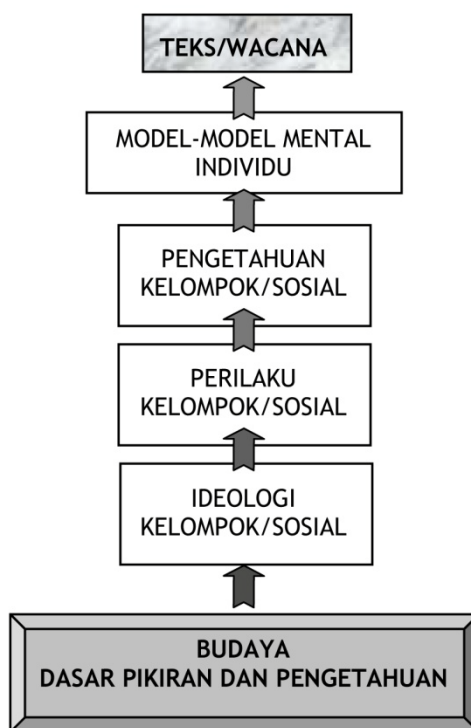 TEKS/WACANA
MODEL-MODEL MENTAL
INDIVIDU
PENGETAHUAN
KELOMPOK/SOSIAL
PERILAKU
KELOMPOK/SOSIAL
IDEOLOGI
KELOMPOK/SOSIAL
BUDAYA
DASAR PIKIRAN DAN PENGETAHUAN